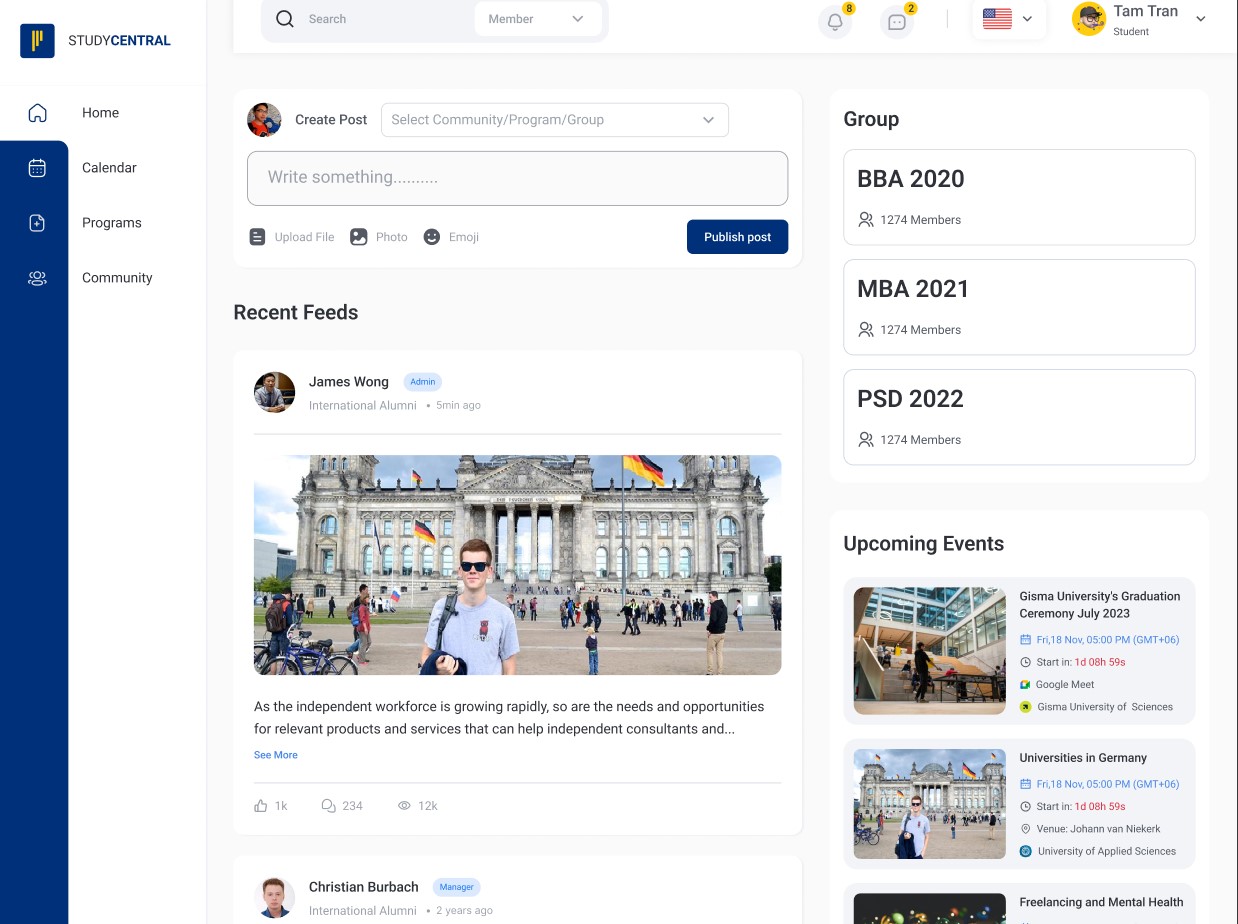 STUDYCENTRAL
Search
Member
8
2
Tam Tran
Student
Home
Calendar
Programs
Community
Create Post
Select Community/Program/Group
Write something..........
Upload File
Photo
Emoji
Publish post
Recent Feeds
James Wong
Admin
International Alumni • 5min ago
As the independent workforce is growing rapidly, so are the needs and opportunities
for relevant products and services that can help independent consultants and...
See More
1k
234
12k
Christian Burbach
Manager
International Alumni • 2 years ago
Group
BBA 2020
1274 Members
MBA 2021
1274 Members
PSD 2022
1274 Members
Upcoming Events
Gisma University's Graduation
Ceremony July 2023
Fri,18 Nov, 05:00 PM (GMT+06)
Start in: 1d 08h 59s
Google Meet
Gisma University of Sciences
Universities in Germany
Fri,18 Nov, 05:00 PM (GMT+06)
Start in: 1d 08h 59s
Venue: Johann van Niekerk
University of Applied Sciences
Freelancing and Mental Health